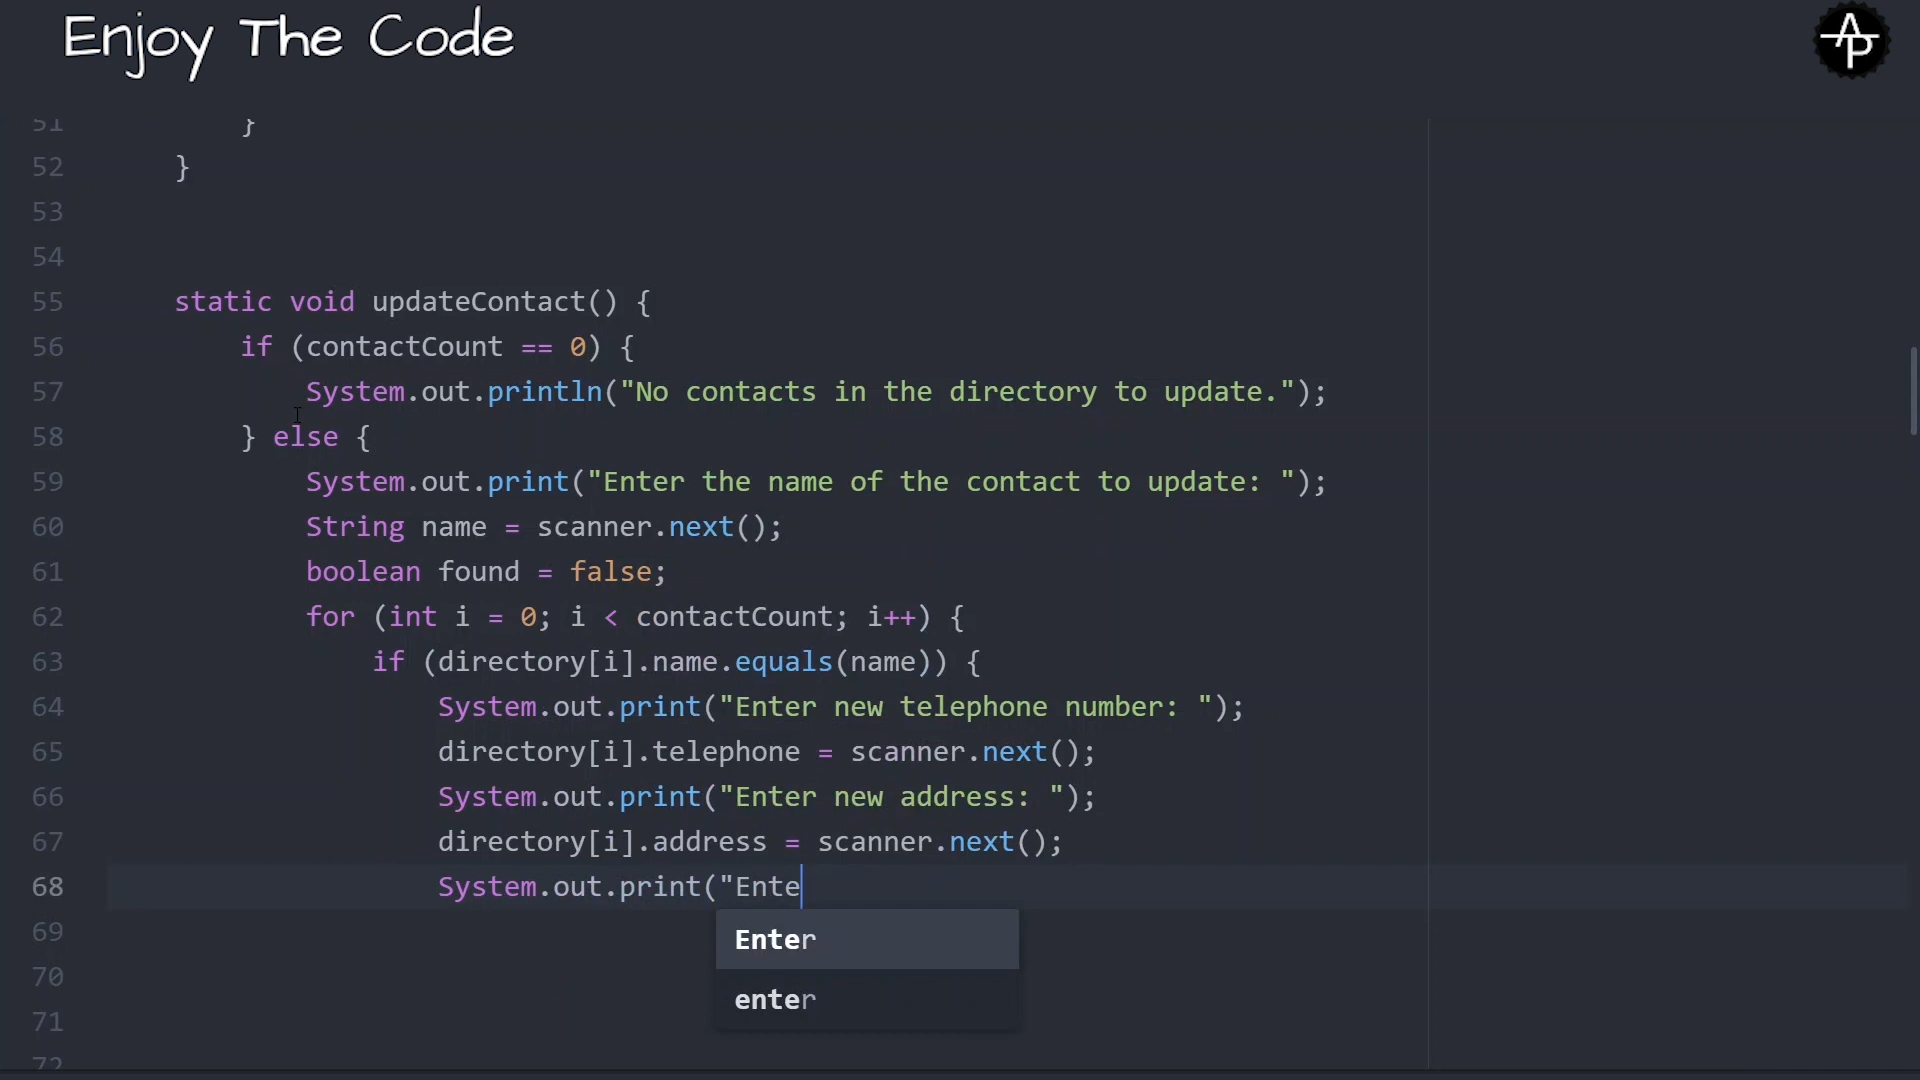 Enjoy The Code
AP
51 }
52 }
53
54
55 static void updateContact() {
56 if (contactCount == 0) {
57 System.out.println("No contacts in the directory to update.");
58 } else {
59 System.out.print("Enter the name of the contact to update: ");
60 String name = scanner.next();
61 boolean found = false;
62 for (int i = 0; i < contactCount; i++) {
63 if (directory[i].name.equals(name)) {
64 System.out.print("Enter new telephone number: ");
65 directory[i].telephone = scanner.next();
66 System.out.print("Enter new address: ");
67 directory[i].address = scanner.next();
68 System.out.print("Ente
69 Enter
70
71 enter
72